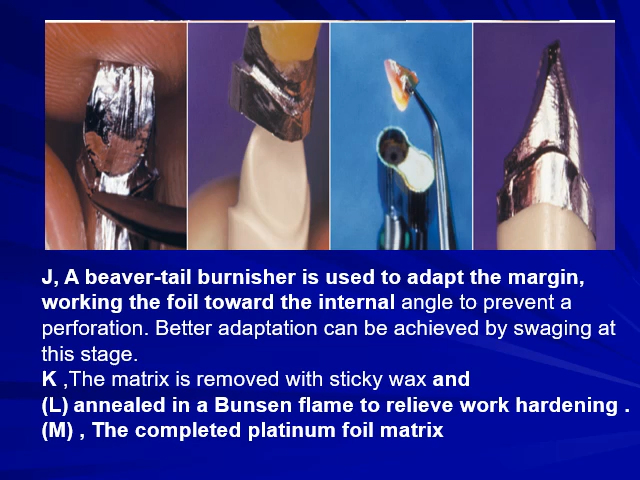 J, A beaver-tail burnisher is used to adapt the margin,
working the foil toward the internal angle to prevent a
perforation. Better adaptation can be achieved by swaging at
this stage.
K ,The matrix is removed with sticky wax and
(L) annealed in a Bunsen flame to relieve work hardening .
(M) , The completed platinum foil matrix